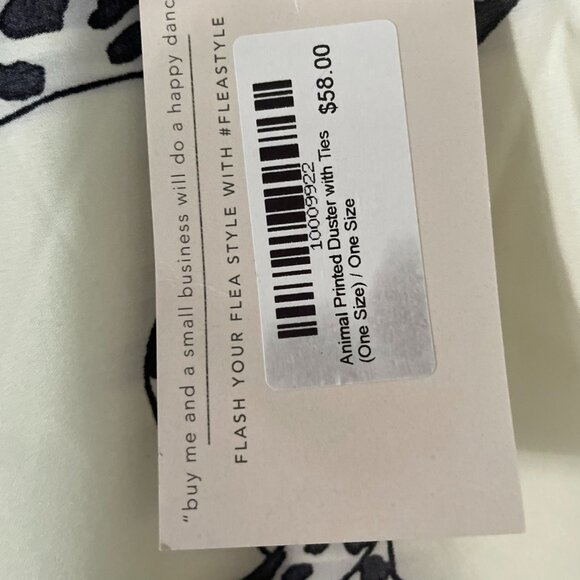 "buy me and a small business will do a happy danc
FLASH YOUR FLEA STYLE WITH #FLEASTYLE
10009922
Animal Printed Duster with Ties
(One Size) / One Size
$58.00